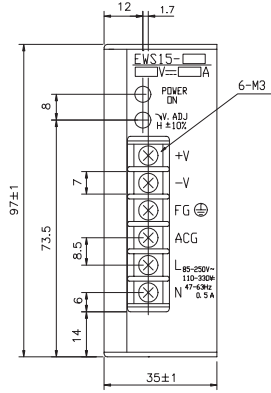 12
1.7
EWS15-
V A
POWER
ON
V. ADJ
H ±10%
6-M3
8
+V
7
-V
97±1
73.5
FG
ACG
8.5
L
85-250V~
110-330V
47-63Hz
0.5A
N
6
14
35±1